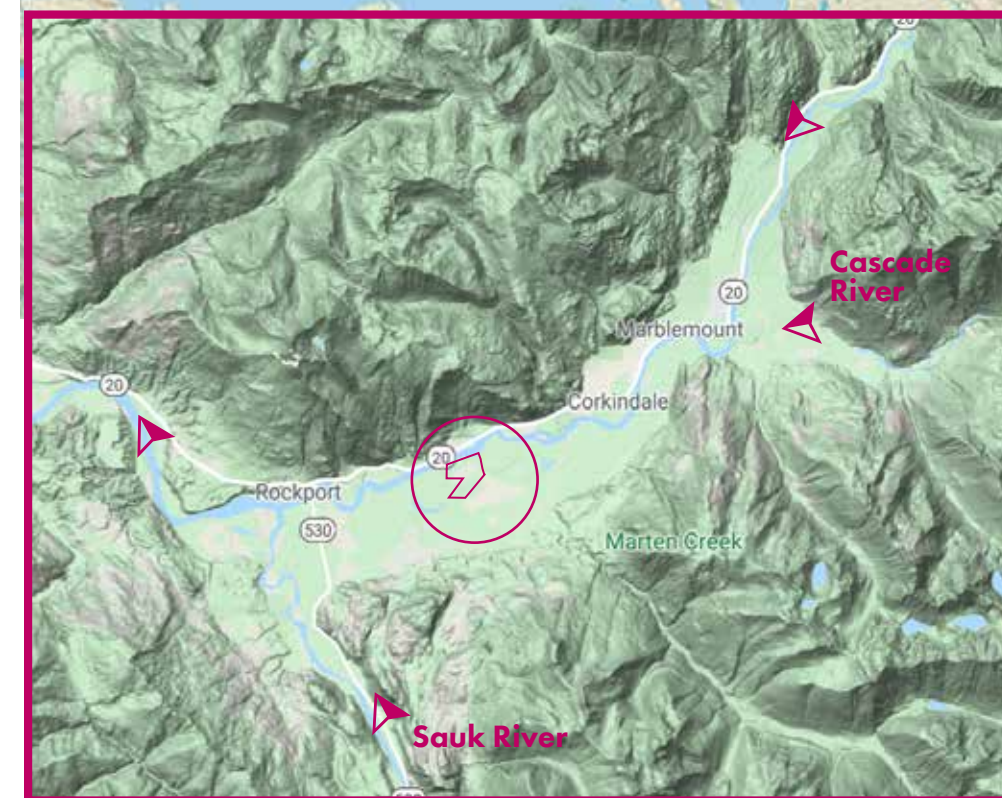 20
Cascade
River
20
Marblemount
20
Corkindale
20
Rockport
530
Marten Creek
Sauk River